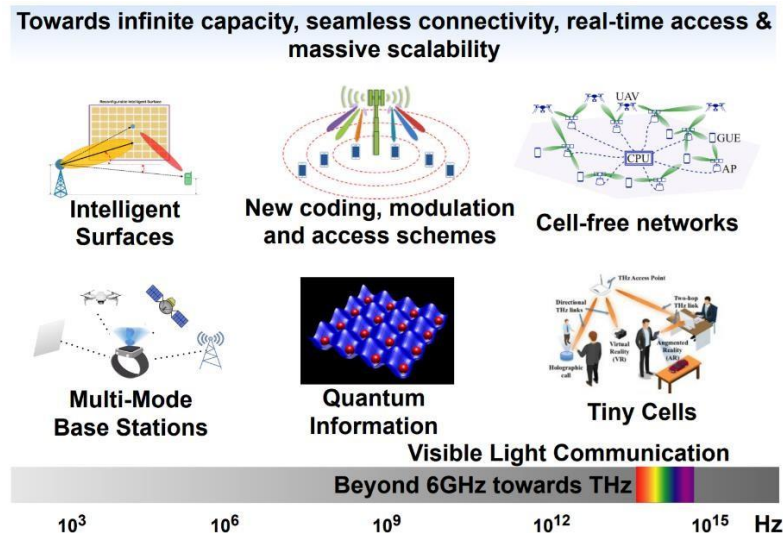 Towards infinite capacity, seamless connectivity, real-time access &
massive scalability
Reconfigurable Intelligent Surface
UAV
GUE
CPU
AP
Intelligent
Surfaces
New coding, modulation
and access schemes
Cell-free networks
THz Access Point
Directional
THz links
Two-hop
THz link
Virtual
Reality
(VR)
Augmented
Reality
(AR)
Holographic
call
Multi-Mode
Base Stations
Quantum
Information
Tiny Cells
Visible Light Communication
Beyond 6GHz towards THz
10³ 10⁶ 10⁹ 10¹² 10¹⁵ Hz